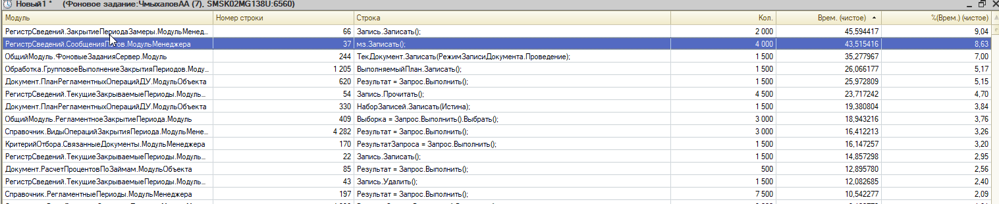 Новый1 * (Фоновое задание:ЧмыхаловАА (7), SMSK02MG138U:6560)
Модуль Номер строки Строка Кол. Врем. (чистое) %(Врем.) (чистое)
РегистрСведений.ЗакрытиеПериодаЗамеры.МодульМенед... 66 Запись.Записать(); 2 000 45,594417 9,04
РегистрСведений.Сообщения 37 мз.Записать(); 4 000 43,515416 8,63
ОбщийМодуль.ФоновыеЗаданияСервер.Модуль 244 ТекДокумент.Записать(РежимЗаписиДокумента.Проведение); 1 500 35,277967 7,00
Обработка.ГрупповоеВыполнениеЗакрытияПериодов.Моду... 1 205 ВыполняемыйПлан.Записать(); 1 500 26,066177 5,17
Документ.ПланРегламентныхОперацийДУ.МодульОбъекта 620 Результат = Запрос.Выполнить(); 1 500 25,972809 5,15
РегистрСведений.ТекущиеЗакрываемыеПериоды.Модуль... 54 Запись.Прочитать(); 4 500 23,717242 4,70
Документ.ПланРегламентныхОперацийДУ.МодульОбъекта 330 НаборЗаписей.Записать(Истина); 1 500 19,380804 3,84
ОбщийМодуль.РегламентноеЗакрытиеПериода.Модуль 409 Выборка = Запрос.Выполнить().Выбрать(); 3 000 18,943216 3,76
Справочник.ВидыОперацийЗакрытияПериода.МодульМене... 4 282 Результат = Запрос.Выполнить(); 3 000 16,412213 3,26
КритерийОтбора.СвязанныеДокументы.МодульМенеджера 170 РезультатЗапроса = Запрос.Выполнить(); 1 500 16,147257 3,20
РегистрСведений.ТекущиеЗакрываемыеПериоды.Модуль... 22 Запись.Записать(); 1 500 14,857298 2,95
Документ.РасчетПроцентовПоЗаймам.МодульОбъекта 85 Результат = Запрос.Выполнить(); 500 12,895780 2,56
РегистрСведений.ТекущиеЗакрываемыеПериоды.Модуль... 43 Запись.Удалить(); 1 500 12,082685 2,40
Справочник.РегламентныеПериоды.МодульМенеджера 197 Результат = Запрос.Выполнить(); 7 500 10,542277 2,09